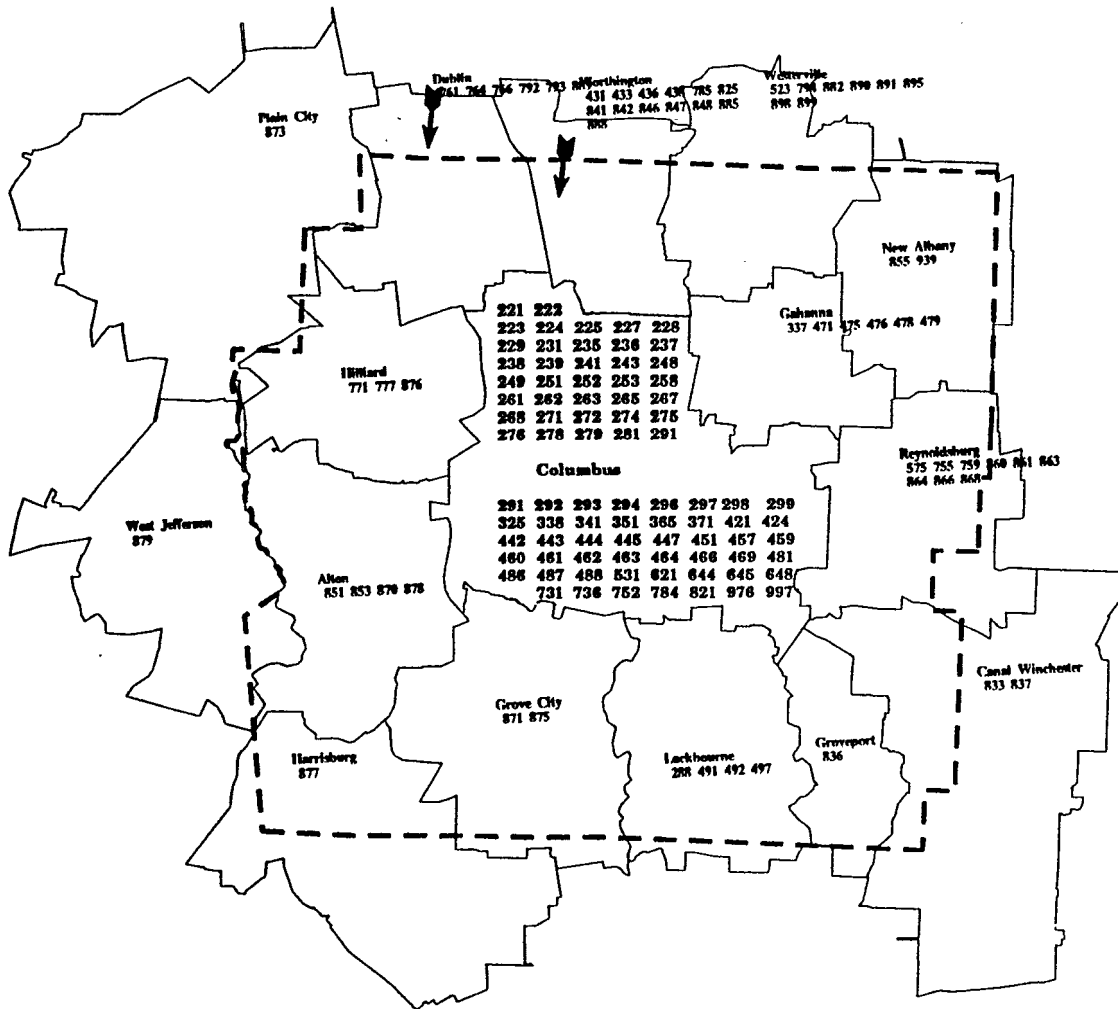 Dublin
761 764 766 792 793
Worthington
431 433 436 438 785 825
841 842 846 847 848 885
888
Westerville
523 794 882 890 891 895
898 899
Plain City
873
New Albany
855 939
Gahanna
337 471 475 476 478 479
Hilliard
771 777 876
221 222
223 224 225 227 228
229 231 235 236 237
238 239 241 243 248
249 251 252 253 258
261 262 263 265 267
268 271 272 274 275
276 278 279 281 291
Columbus
291 292 293 294 296 297 298 299
325 338 341 351 365 371 421 424
442 443 444 445 447 451 457 459
460 461 462 463 464 466 469 481
486 487 488 531 621 644 645 648
731 736 752 784 821 976 997
Reynoldsburg
575 755 759 860 861 863
864 866 868
West Jefferson
879
Alton
851 853 870 878
Canal Winchester
833 837
Grove City
871 875
Groveport
836
Lockbourne
288 491 492 497
Harrisburg
877